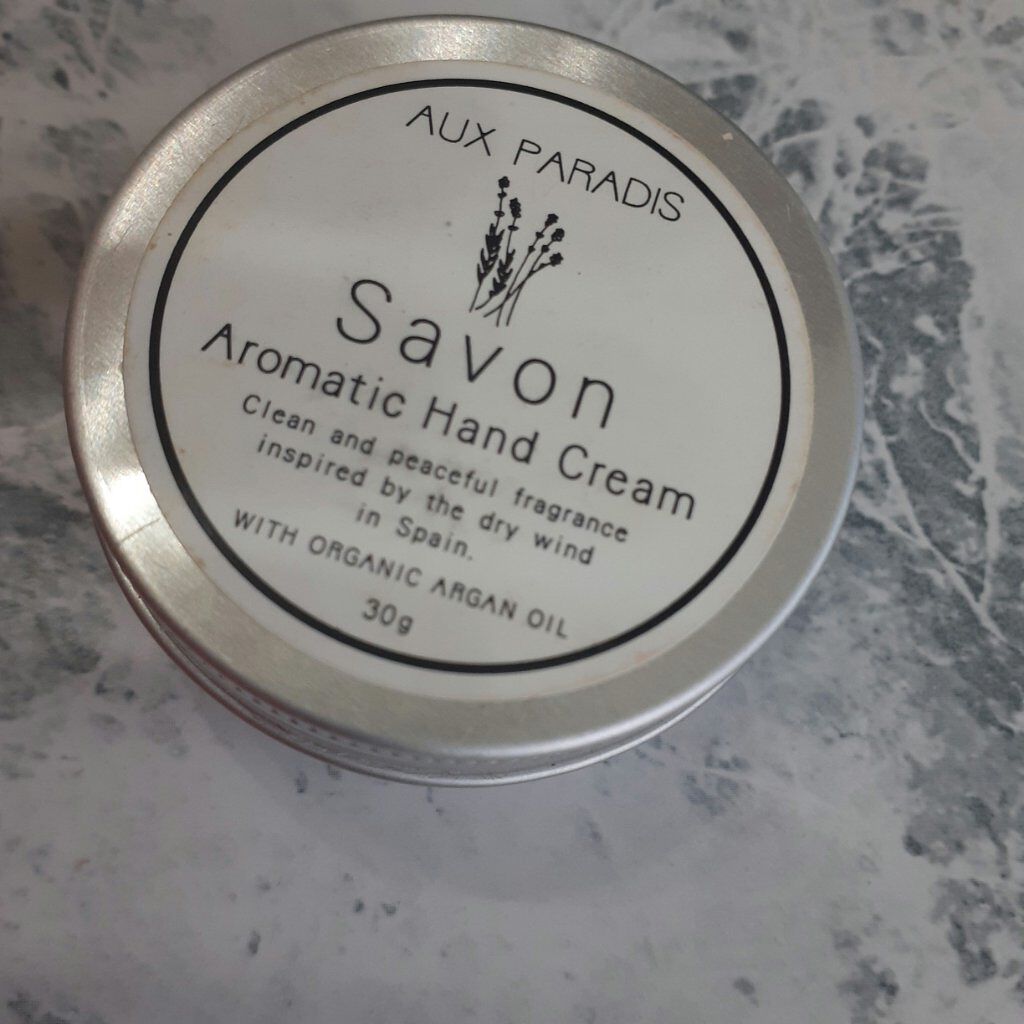 AUX PARADIS
Savon
Aromatic Hand Cream
Clean and peaceful fragrance
inspired by the dry wind
in Spain.
WITH ORGANIC ARGAN OIL
30g